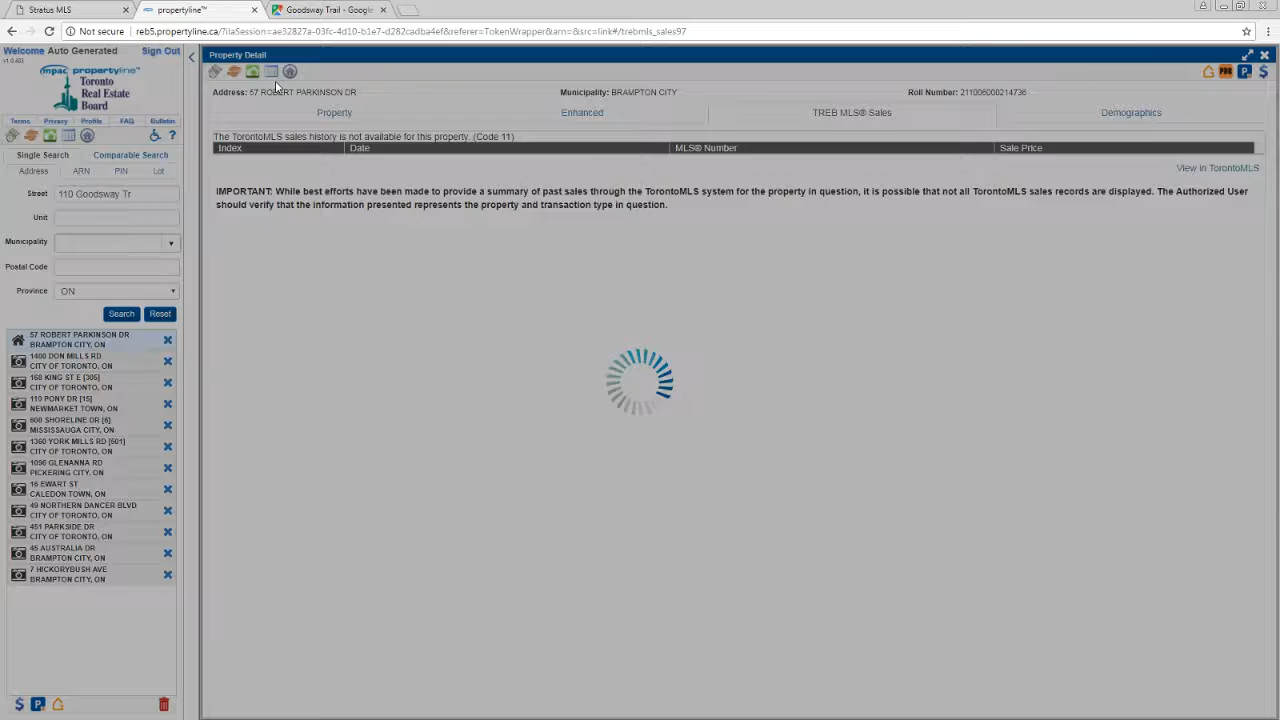 Stratus MLS
propertyline™
Goodsway Trail - Google
Not secure
reb5.propertyline.ca/?ilaSession=ae32827a-03fc-4d10-b1e7-d282cadba4ef&referer=TokenWrapper&arn=&src=link#/trebmls_sales97
Welcome Auto Generated
Sign Out
v1.0.403
mpac propertyline™
Toronto
Real Estate
Board
Terms
Privacy
Profile
FAQ
Bulletin
Single Search
Comparable Search
Address
ARN
PIN
Lot
Street
110 Goodsway Tr
Unit
Municipality
Postal Code
Province
ON
Search
Reset
57 ROBERT PARKINSON DR
BRAMPTON CITY, ON
1400 DON MILLS RD
CITY OF TORONTO, ON
168 KING ST E [305]
CITY OF TORONTO, ON
110 PONY DR [15]
NEWMARKET TOWN, ON
600 SHORELINE DR [6]
MISSISSAUGA CITY, ON
1360 YORK MILLS RD [501]
CITY OF TORONTO, ON
1098 GLENANNA RD
PICKERING CITY, ON
16 EWART ST
CALEDON TOWN, ON
49 NORTHERN DANCER BLVD
CITY OF TORONTO, ON
451 PARKSIDE DR
CITY OF TORONTO, ON
45 AUSTRALIA DR
BRAMPTON CITY, ON
7 HICKORYBUSH AVE
BRAMPTON CITY, ON
Property Detail
PDR
Address: 57 ROBERT PARKINSON DR
Municipality: BRAMPTON CITY
Roll Number: 211006000214736
Property
Enhanced
TREB MLS® Sales
Demographics
The TorontoMLS sales history is not available for this property. (Code 11)
Index
Date
MLS® Number
Sale Price
View in TorontoMLS
IMPORTANT: While best efforts have been made to provide a summary of past sales through the TorontoMLS system for the property in question, it is possible that not all TorontoMLS sales records are displayed. The Authorized User
should verify that the information presented represents the property and transaction type in question.